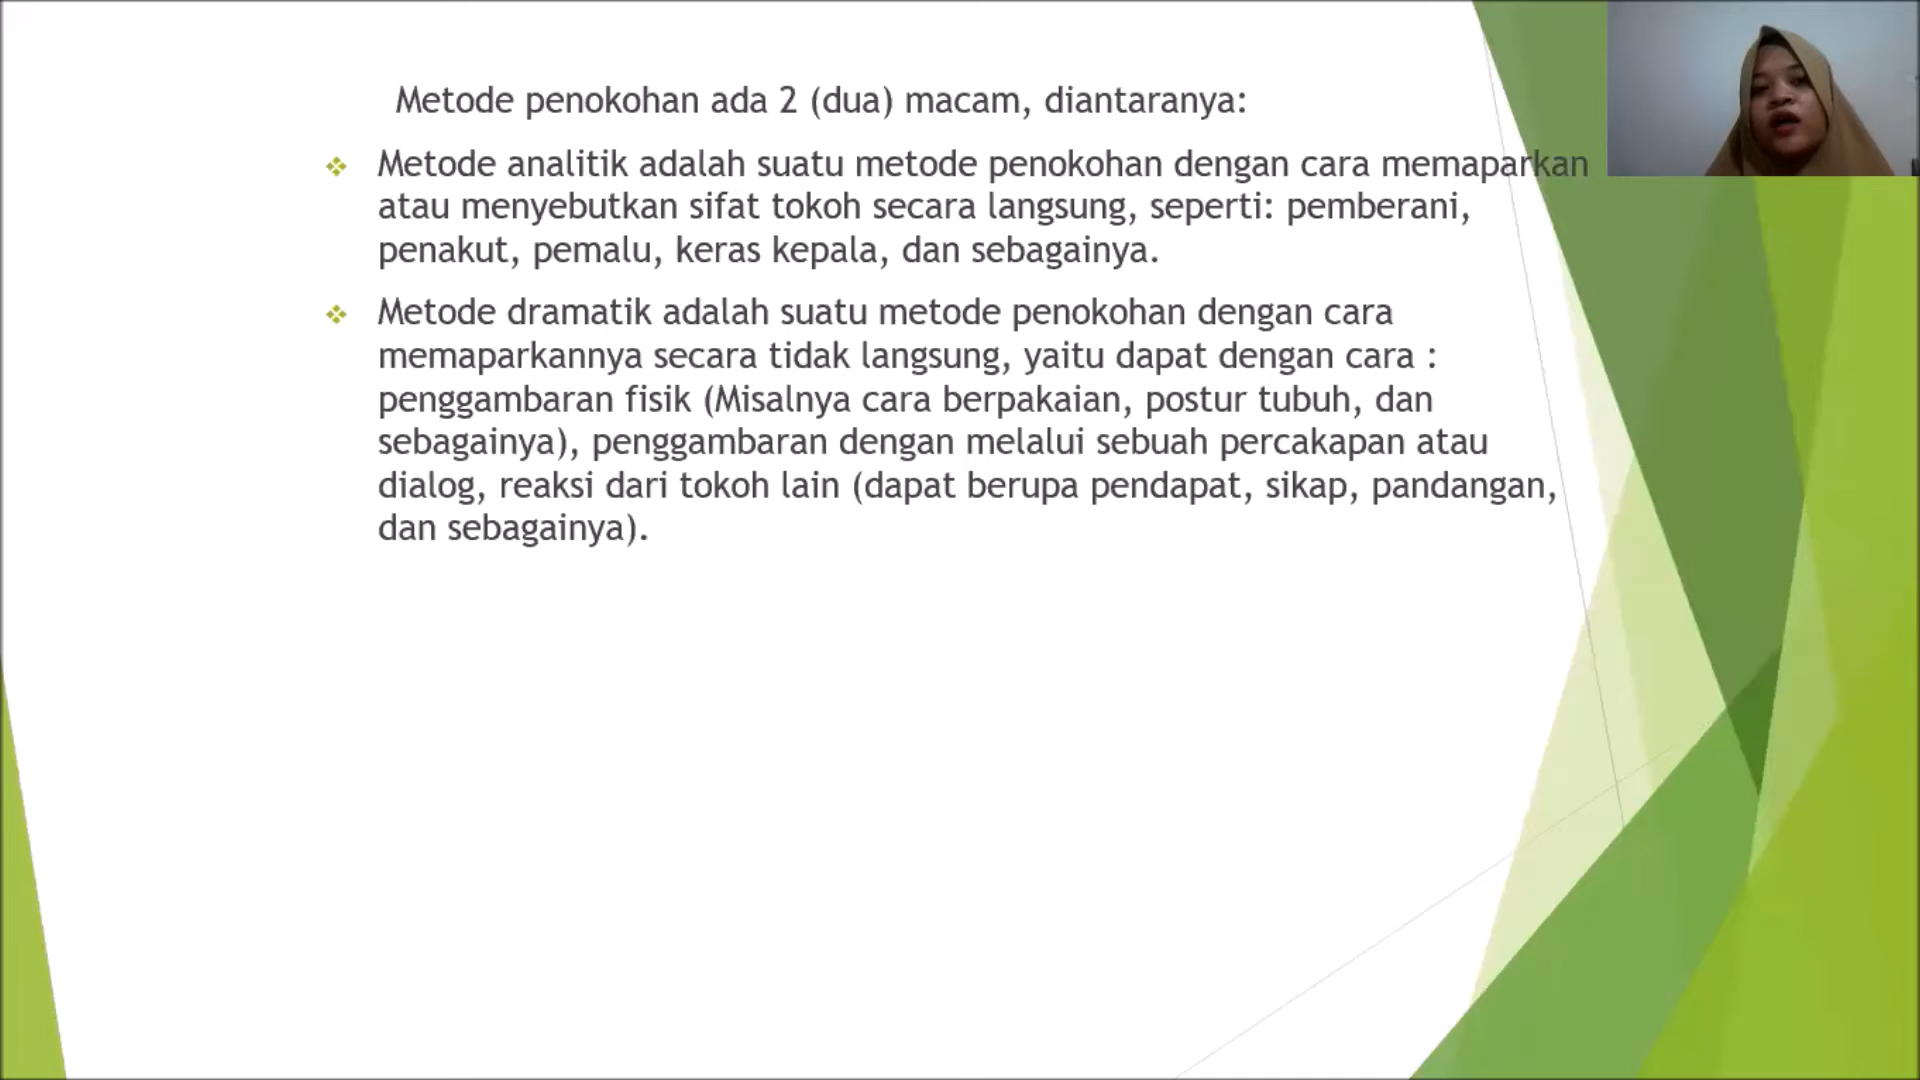 Metode penokohan ada 2 (dua) macam, diantaranya:
Metode analitik adalah suatu metode penokohan dengan cara memaparkan
atau menyebutkan sifat tokoh secara langsung, seperti: pemberani,
penakut, pemalu, keras kepala, dan sebagainya.
Metode dramatik adalah suatu metode penokohan dengan cara
memaparkannya secara tidak langsung, yaitu dapat dengan cara :
penggambaran fisik (Misalnya cara berpakaian, postur tubuh, dan
sebagainya), penggambaran dengan melalui sebuah percakapan atau
dialog, reaksi dari tokoh lain (dapat berupa pendapat, sikap, pandangan,
dan sebagainya).